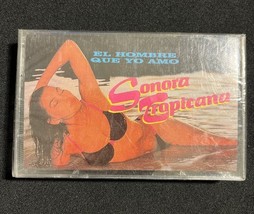 EL HOMBRE
QUE YO AMO
Sonora
Tropicana